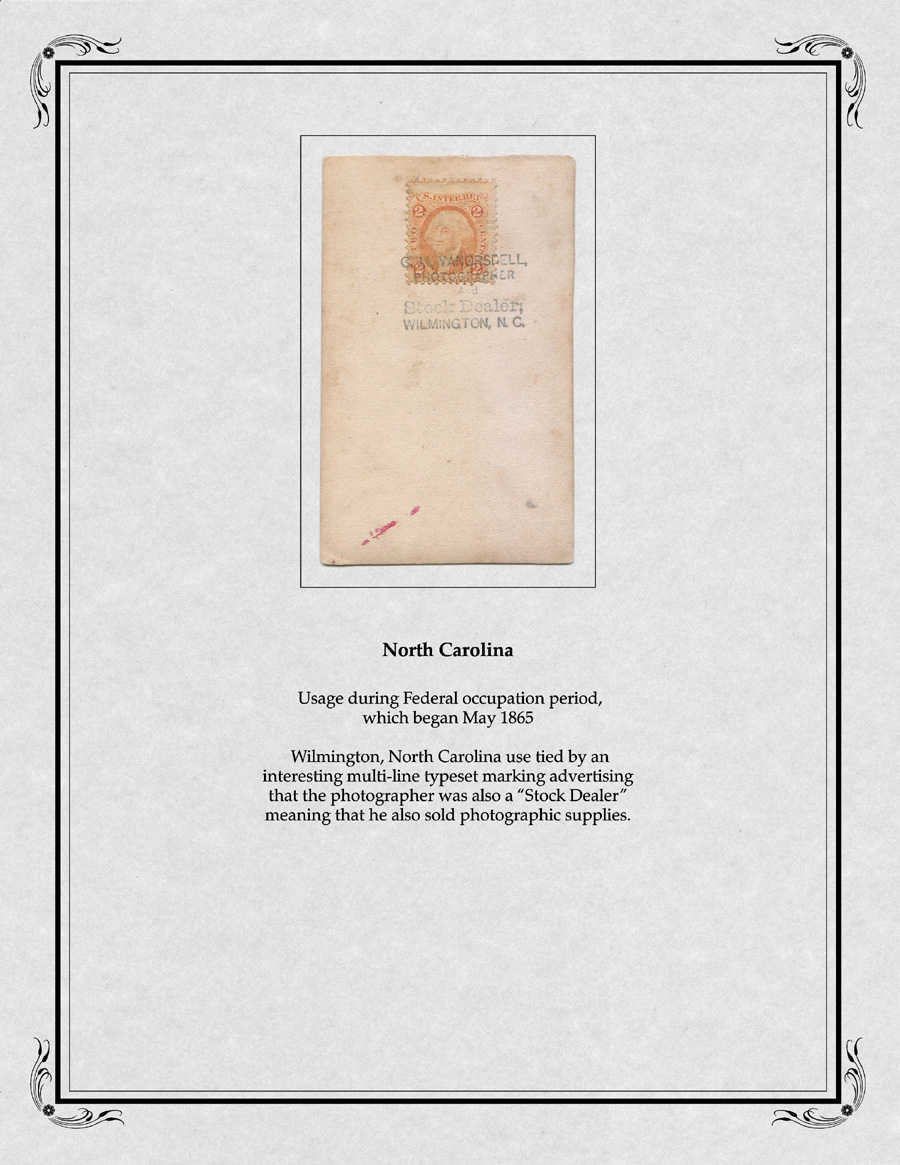 U.S. INTER. REV.
2 2
TWO CENTS
C. M. VANORSDELL,
PHOTOGRAPHER
And
Stock Dealer;
WILMINGTON, N. C.
North Carolina
Usage during Federal occupation period,
which began May 1865
Wilmington, North Carolina use tied by an
interesting multi-line typeset marking advertising
that the photographer was also a “Stock Dealer”
meaning that he also sold photographic supplies.